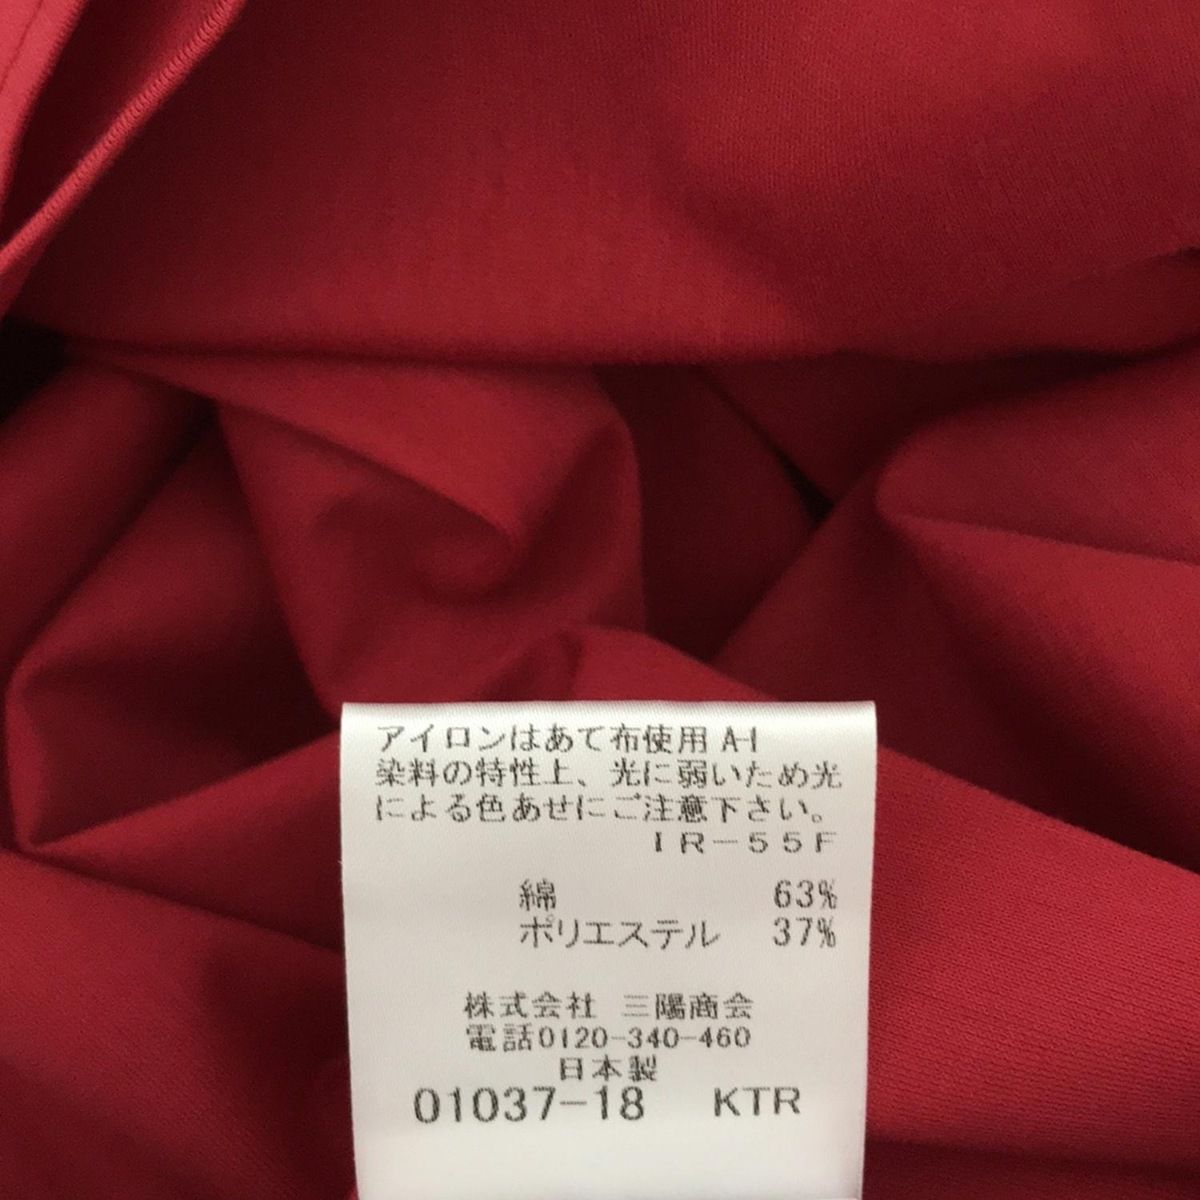 アイロンはあて布使用 A-I
染料の特性上、光に弱いため光
による色あせにご注意下さい。
IR-55F
綿 63%
ポリエステル 37%
株式会社 三陽商会
電話0120-340-460
日本製
01037-18 KTR